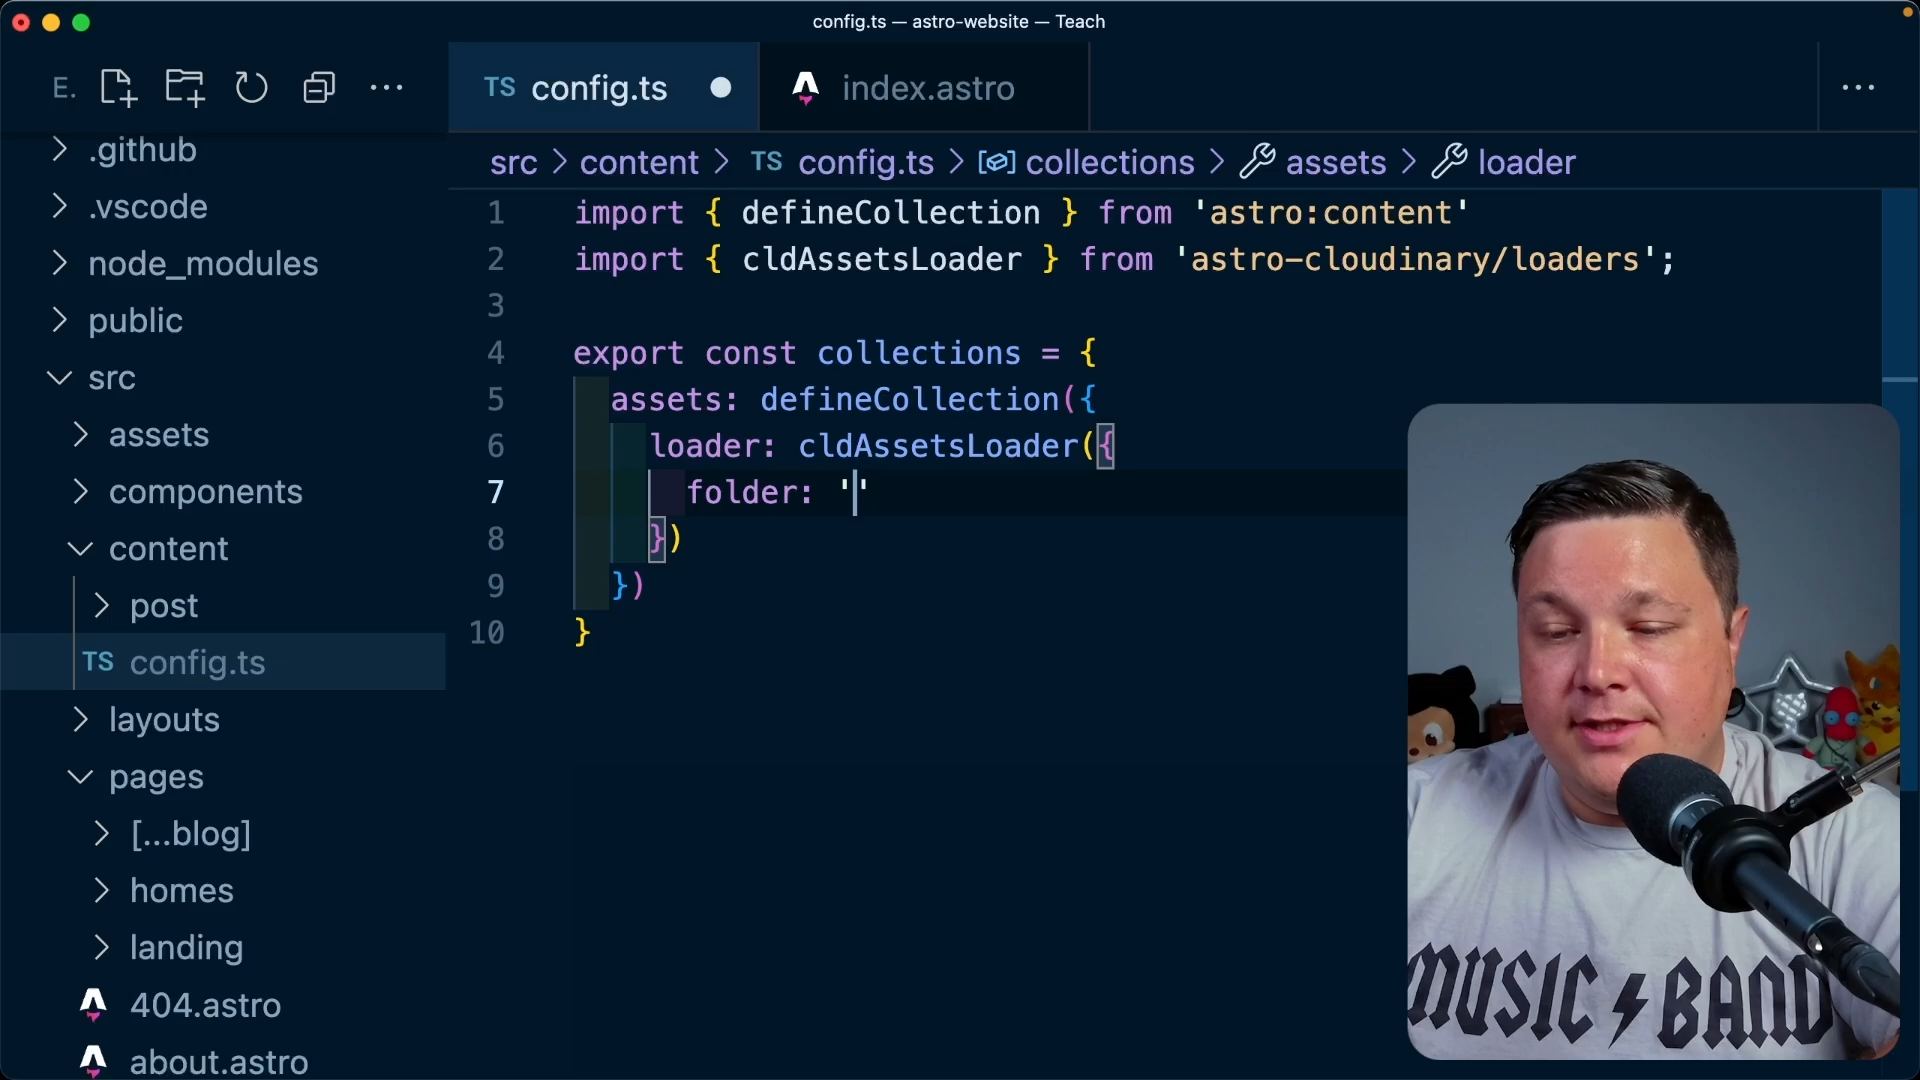 config.ts — astro-website — Teach
E.
TS config.ts
index.astro
src > content > TS config.ts > collections > assets > loader
.github
.vscode
node_modules
public
src
assets
components
content
post
TS config.ts
layouts
pages
[...blog]
homes
landing
404.astro
about.astro
1 import { defineCollection } from 'astro:content'
2 import { cldAssetsLoader } from 'astro-cloudinary/loaders';
3
4 export const collections = {
5 assets: defineCollection({
6 loader: cldAssetsLoader({
7 folder: ''
8 })
9 })
10 }
MUSIC BAND